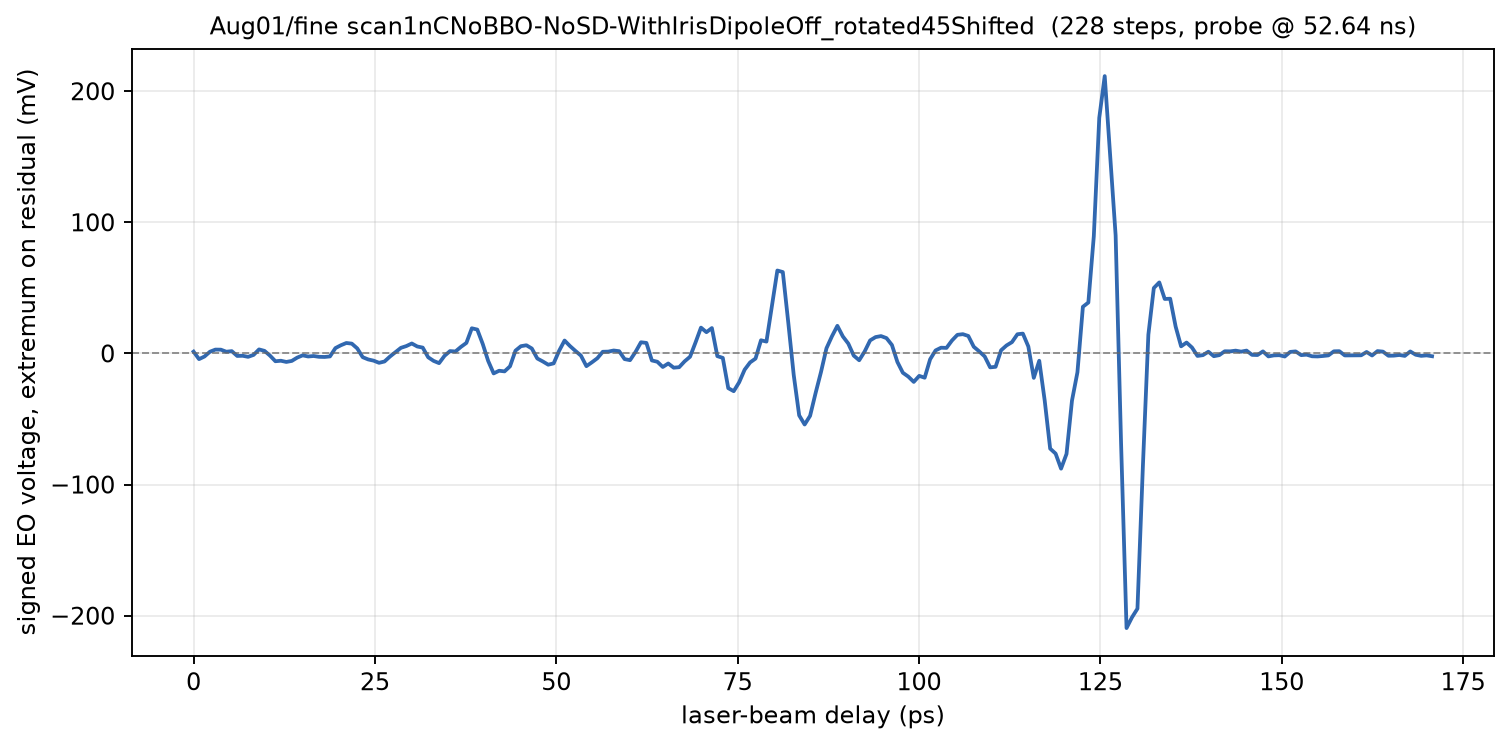 Aug01/fine scan1nCNoBBO-NoSD-WithIrisDipoleOff_rotated45Shifted  (228 steps, probe @ 52.64 ns)
signed EO voltage, extremum on residual (mV)
200
100
0
−100
−200
0 25 50 75 100 125 150 175
laser-beam delay (ps)